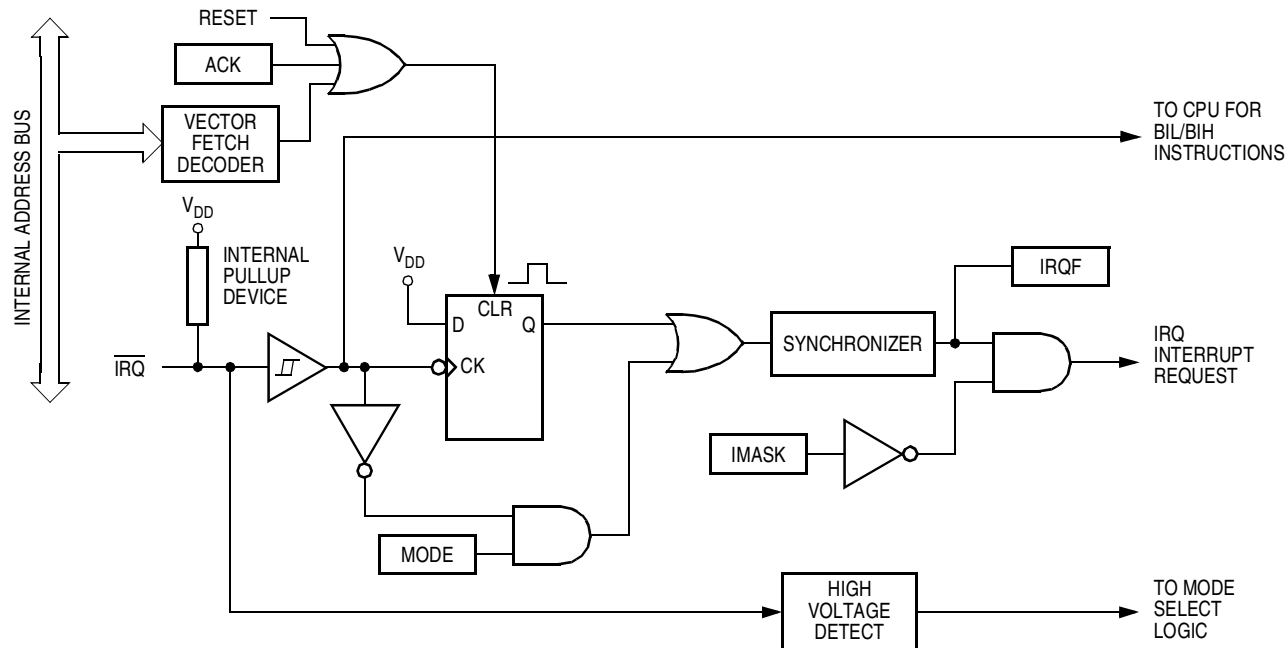 RESET
ACK
INTERNAL ADDRESS BUS
VECTOR
FETCH
DECODER
TO CPU FOR
BIL/BIH
INSTRUCTIONS
VDD
INTERNAL
PULLUP
DEVICE
VDD
CLR
D
Q
CK
IRQ
SYNCHRONIZER
IRQF
IRQ
INTERRUPT
REQUEST
IMASK
MODE
HIGH
VOLTAGE
DETECT
TO MODE
SELECT
LOGIC